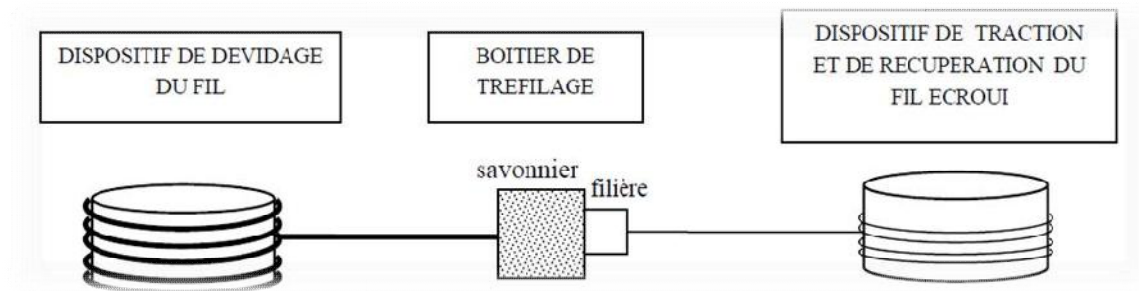 DISPOSITIF DE DEVIDAGE
DU FIL
BOITIER DE
TREFILAGE
DISPOSITIF DE TRACTION
ET DE RECUPERATION DU
FIL ECROUI
savonnier
filière